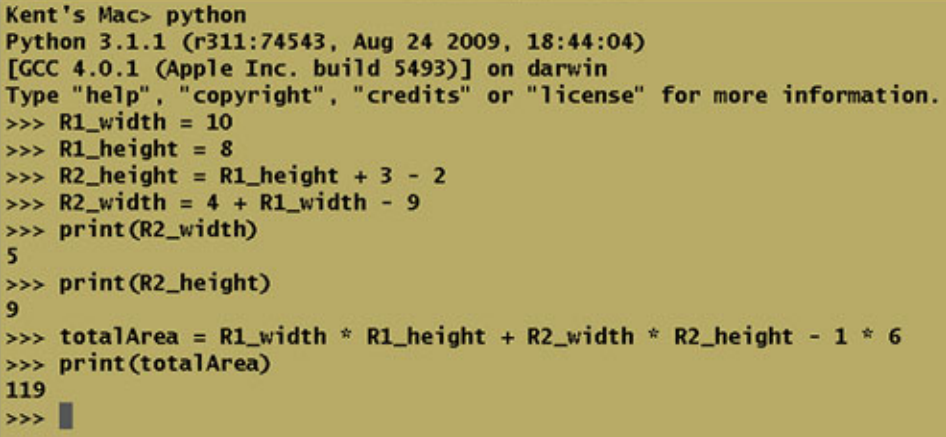 Kent's Mac> python
Python 3.1.1 (r311:74543, Aug 24 2009, 18:44:04)
[GCC 4.0.1 (Apple Inc. build 5493)] on darwin
Type "help", "copyright", "credits" or "license" for more information.
>>> R1_width = 10
>>> R1_height = 8
>>> R2_height = R1_height + 3 - 2
>>> R2_width = 4 + R1_width - 9
>>> print(R2_width)
5
>>> print(R2_height)
9
>>> totalArea = R1_width * R1_height + R2_width * R2_height - 1 * 6
>>> print(totalArea)
119
>>>